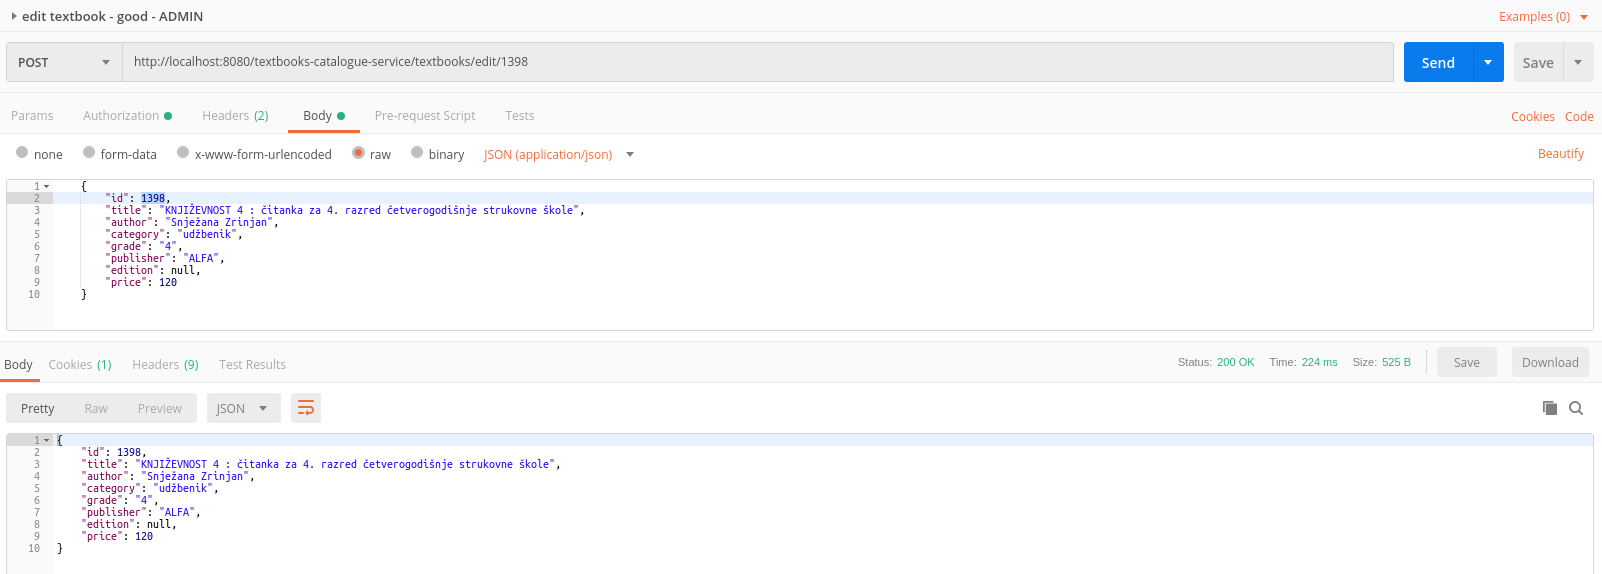 edit textbook - good - ADMIN
Examples (0)
POST
http://localhost:8080/textbooks-catalogue-service/textbooks/edit/1398
Send
Save
Params
Authorization
Headers (2)
Body
Pre-request Script
Tests
Cookies
Code
none
form-data
x-www-form-urlencoded
raw
binary
JSON (application/json)
Beautify
1 {
2 "id": 1398,
3 "title": "KNJIŽEVNOST 4 : čitanka za 4. razred četverogodišnje strukovne škole",
4 "author": "Snježana Zrinjan",
5 "category": "udžbenik",
6 "grade": "4",
7 "publisher": "ALFA",
8 "edition": null,
9 "price": 120
10 }
Body
Cookies (1)
Headers (9)
Test Results
Status: 200 OK
Time: 224 ms
Size: 525 B
Save
Download
Pretty
Raw
Preview
JSON
1 {
2 "id": 1398,
3 "title": "KNJIŽEVNOST 4 : čitanka za 4. razred četverogodišnje strukovne škole",
4 "author": "Snježana Zrinjan",
5 "category": "udžbenik",
6 "grade": "4",
7 "publisher": "ALFA",
8 "edition": null,
9 "price": 120
10 }